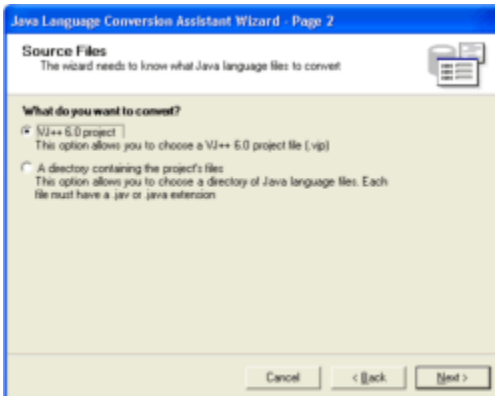 Java Language Conversion Assistant Wizard - Page 2
Source Files
The wizard needs to know what Java language files to convert
What do you want to convert?
VJ++ 6.0 project
This option allows you to choose a VJ++ 6.0 project file (.vjp)
A directory containing the project's files
This option allows you to choose a directory of Java language files. Each
file must have a .jav or .java extension
Cancel
< Back
Next >